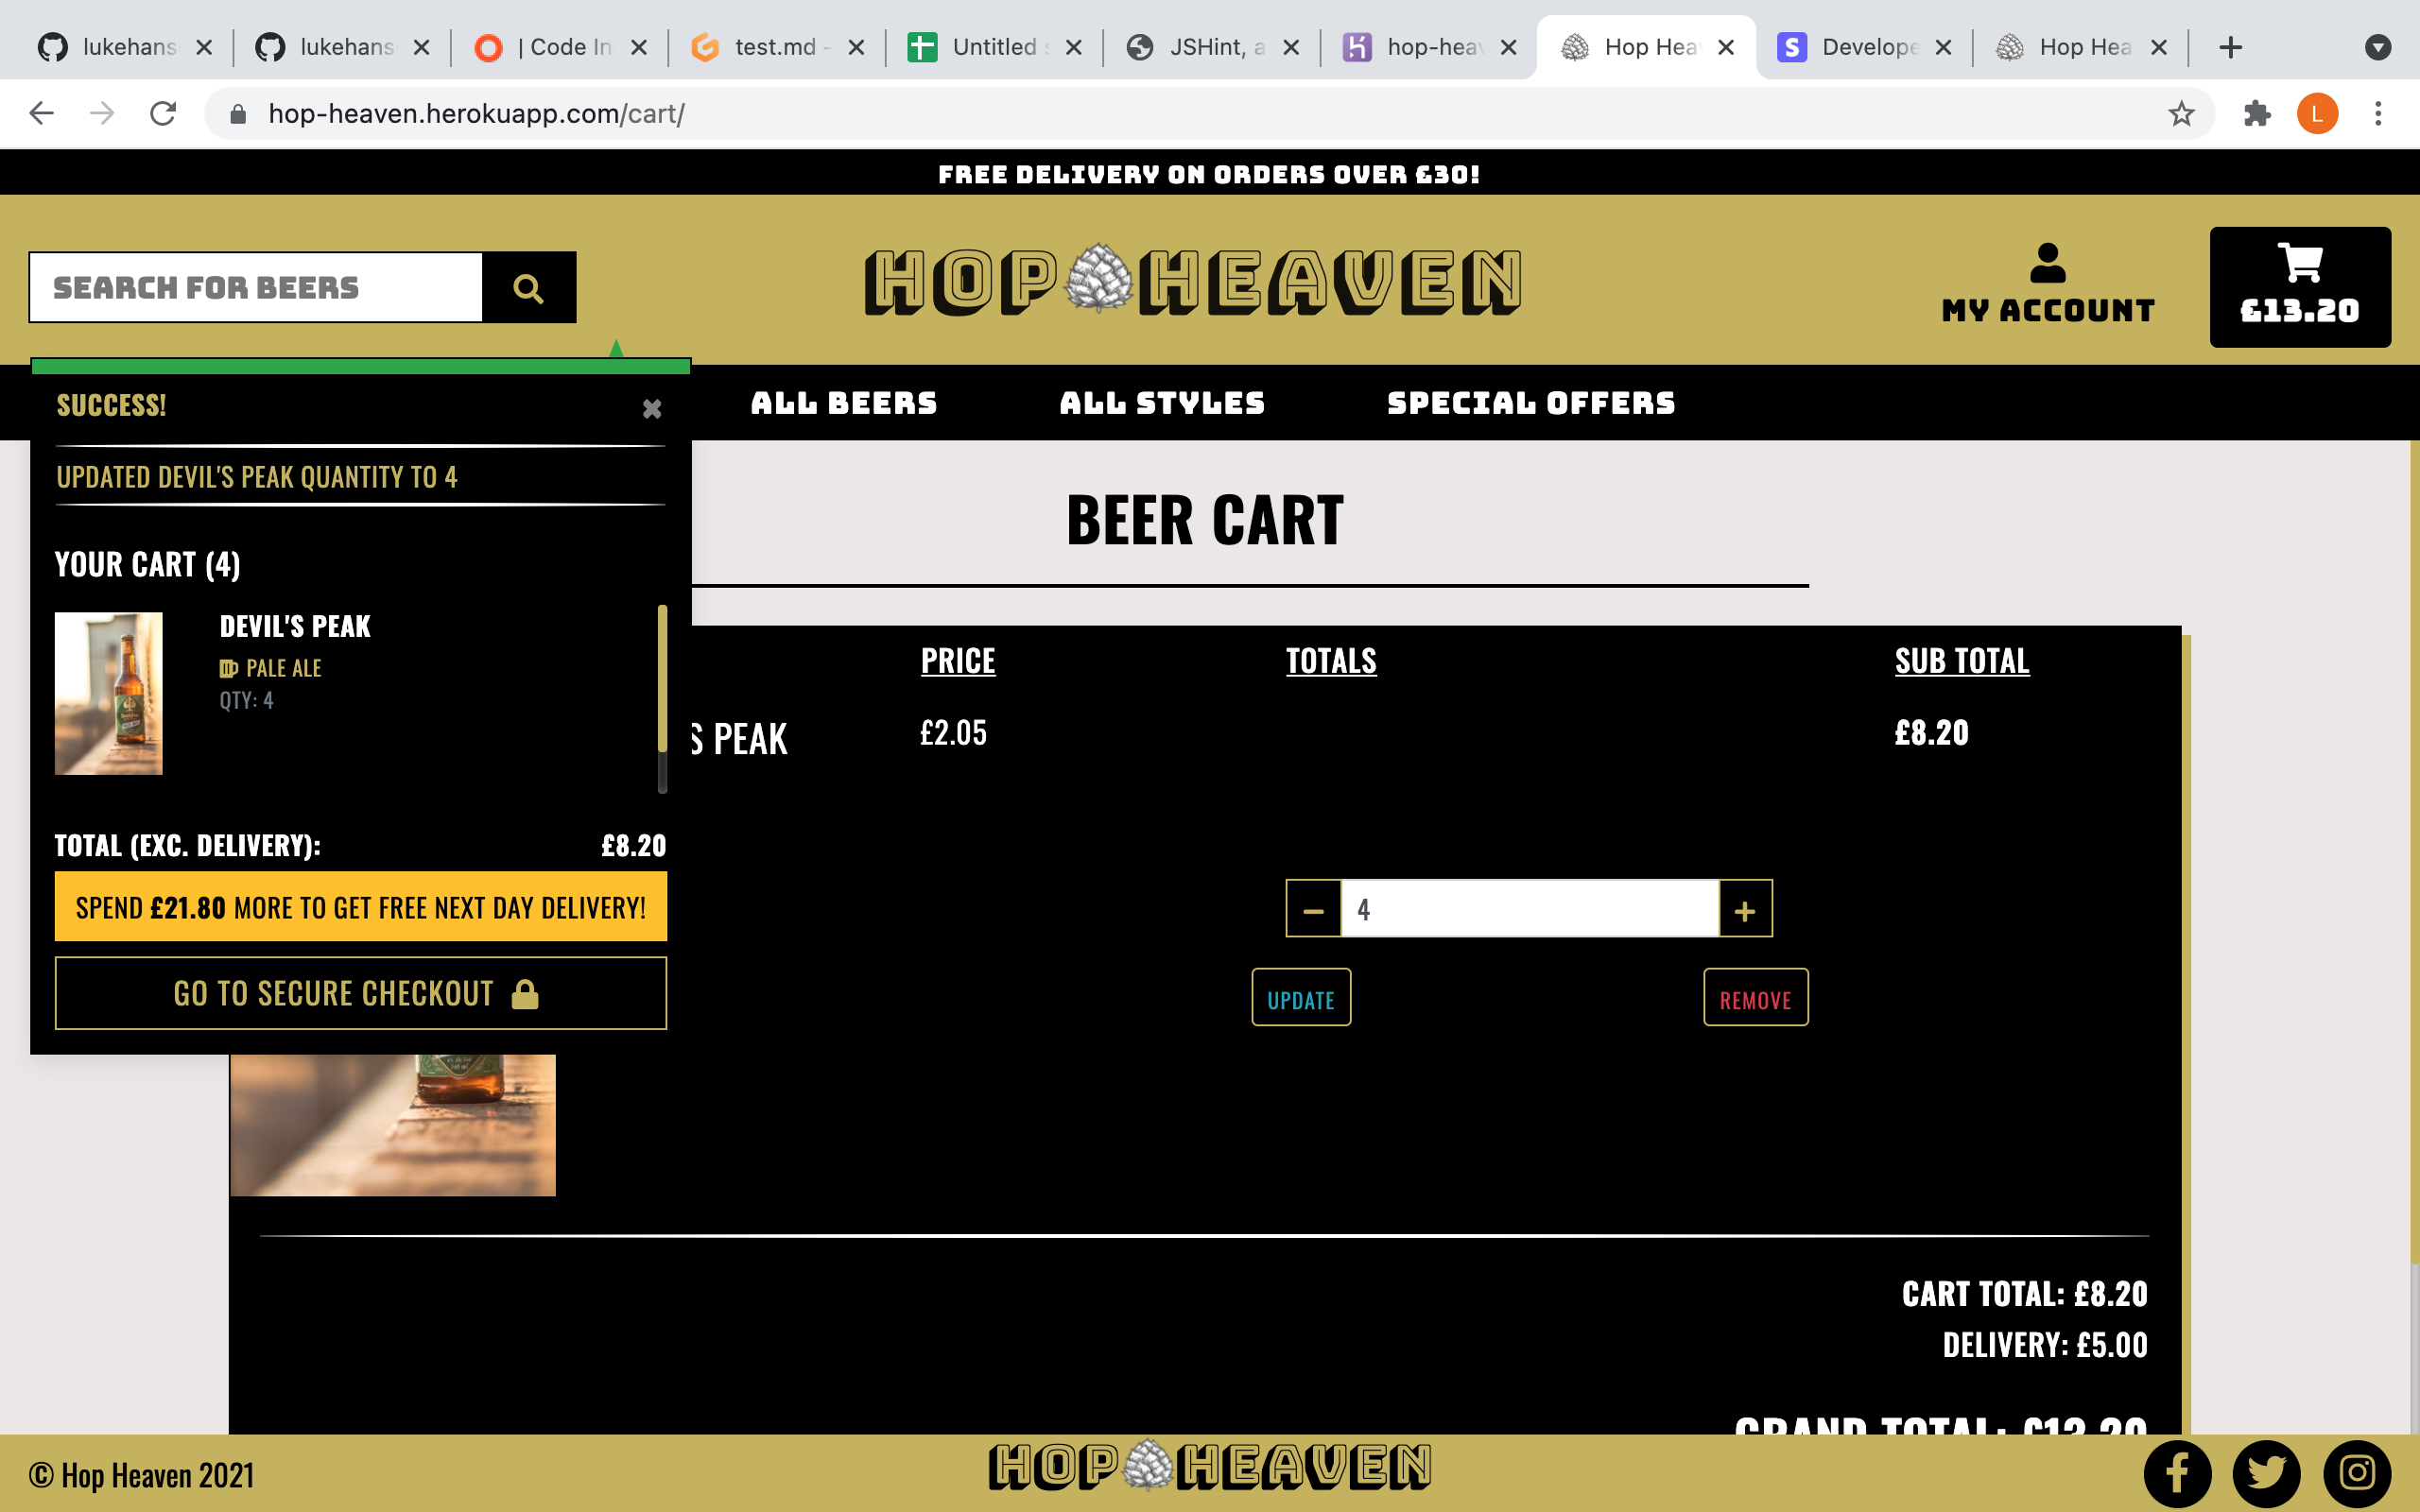 lukehans
lukehans
| Code In
test.md -
Untitled s
JSHint, a
hop-heav
Hop Hea
Develope
Hop Hea
hop-heaven.herokuapp.com/cart/
L
FREE DELIVERY ON ORDERS OVER £30!
SEARCH FOR BEERS
HOP HEAVEN
MY ACCOUNT
£13.20
ALL BEERS
ALL STYLES
SPECIAL OFFERS
SUCCESS!
UPDATED DEVIL'S PEAK QUANTITY TO 4
YOUR CART (4)
DEVIL'S PEAK
PALE ALE
QTY: 4
TOTAL (EXC. DELIVERY): £8.20
SPEND £21.80 MORE TO GET FREE NEXT DAY DELIVERY!
GO TO SECURE CHECKOUT
BEER CART
PRICE
TOTALS
SUB TOTAL
S PEAK
£2.05
£8.20
4
UPDATE
REMOVE
CART TOTAL: £8.20
DELIVERY: £5.00
GRAND TOTAL: £13.20
© Hop Heaven 2021
HOP HEAVEN